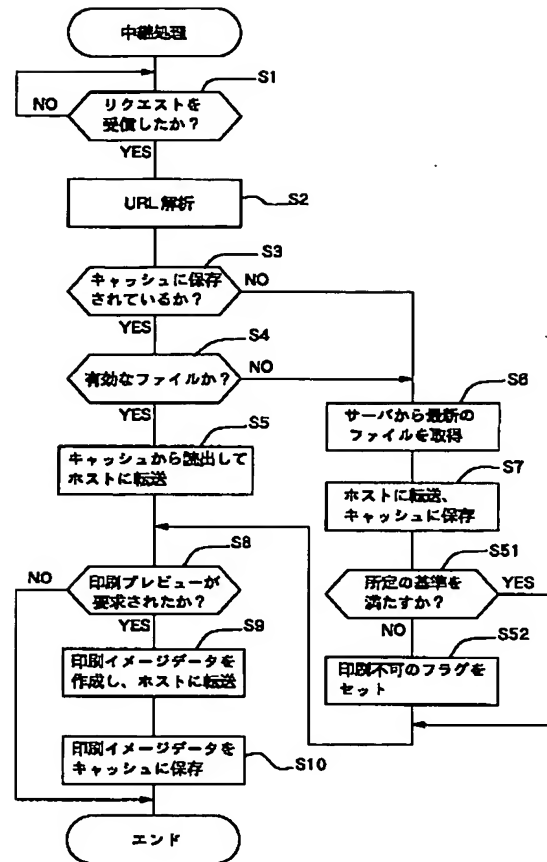 中継処理
S1
NO
リクエストを
受信したか?
YES
URL解析
S2
S3
キャッシュに保存
されているか?
NO
YES
S4
有効なファイルか?
NO
YES
S5
キャッシュから読出して
ホストに転送
S6
サーバから最新の
ファイルを取得
S7
ホストに転送、
キャッシュに保存
S8
NO
印刷プレビューが
要求されたか?
YES
S51
所定の基準を
満たすか?
YES
NO
S9
印刷イメージデータを
作成し、ホストに転送
S52
印刷不可のフラグを
セット
印刷イメージデータを
キャッシュに保存
S10
エンド